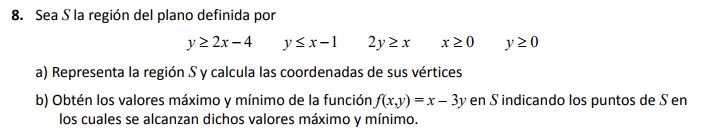 8. Sea S la región del plano definida por
y ≥ 2x – 4 y ≤ x – 1 2y ≥ x x ≥ 0 y ≥ 0
a) Representa la región S y calcula las coordenadas de sus vértices
b) Obtén los valores máximo y mínimo de la función f(x,y) = x – 3y en S indicando los puntos de S en
los cuales se alcanzan dichos valores máximo y mínimo.